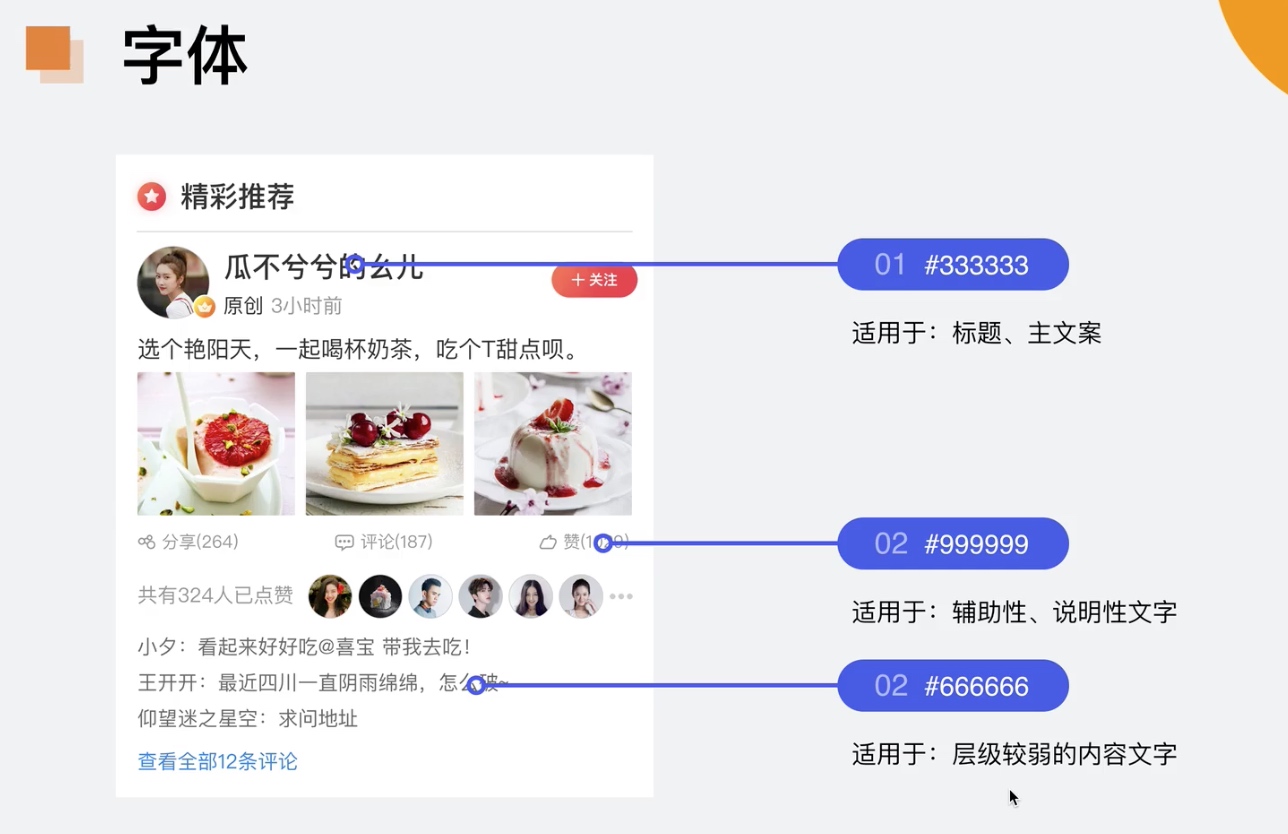 字体
精彩推荐
瓜不兮兮的幺儿
+ 关注
原创 3小时前
选个艳阳天，一起喝杯奶茶，吃个T甜点呗。
分享(264) 评论(187) 赞(1029)
共有324人已点赞
小夕：看起来好好吃@喜宝 带我去吃！
王开开：最近四川一直阴雨绵绵，怎么破~
仰望迷之星空：求问地址
查看全部12条评论
01 #333333
适用于：标题、主文案
02 #999999
适用于：辅助性、说明性文字
02 #666666
适用于：层级较弱的内容文字